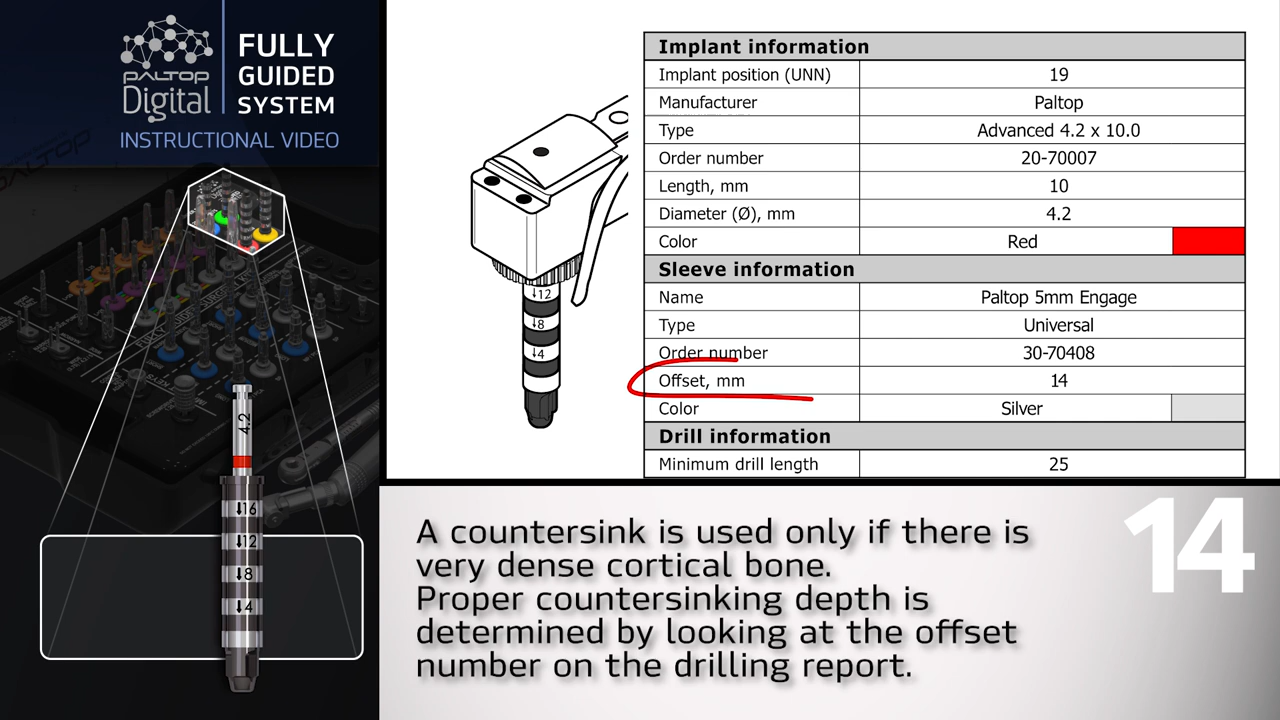 PALTOP
Digital
FULLY
GUIDED
SYSTEM
INSTRUCTIONAL VIDEO
4.2
↓16
↓12
↓8
↓4
↓12
↓8
↓4
Implant information
Implant position (UNN) 19
Manufacturer Paltop
Type Advanced 4.2 x 10.0
Order number 20-70007
Length, mm 10
Diameter (Ø), mm 4.2
Color Red
Sleeve information
Name Paltop 5mm Engage
Type Universal
Order number 30-70408
Offset, mm 14
Color Silver
Drill information
Minimum drill length 25
A countersink is used only if there is
very dense cortical bone.
Proper countersinking depth is
determined by looking at the offset
number on the drilling report.
14